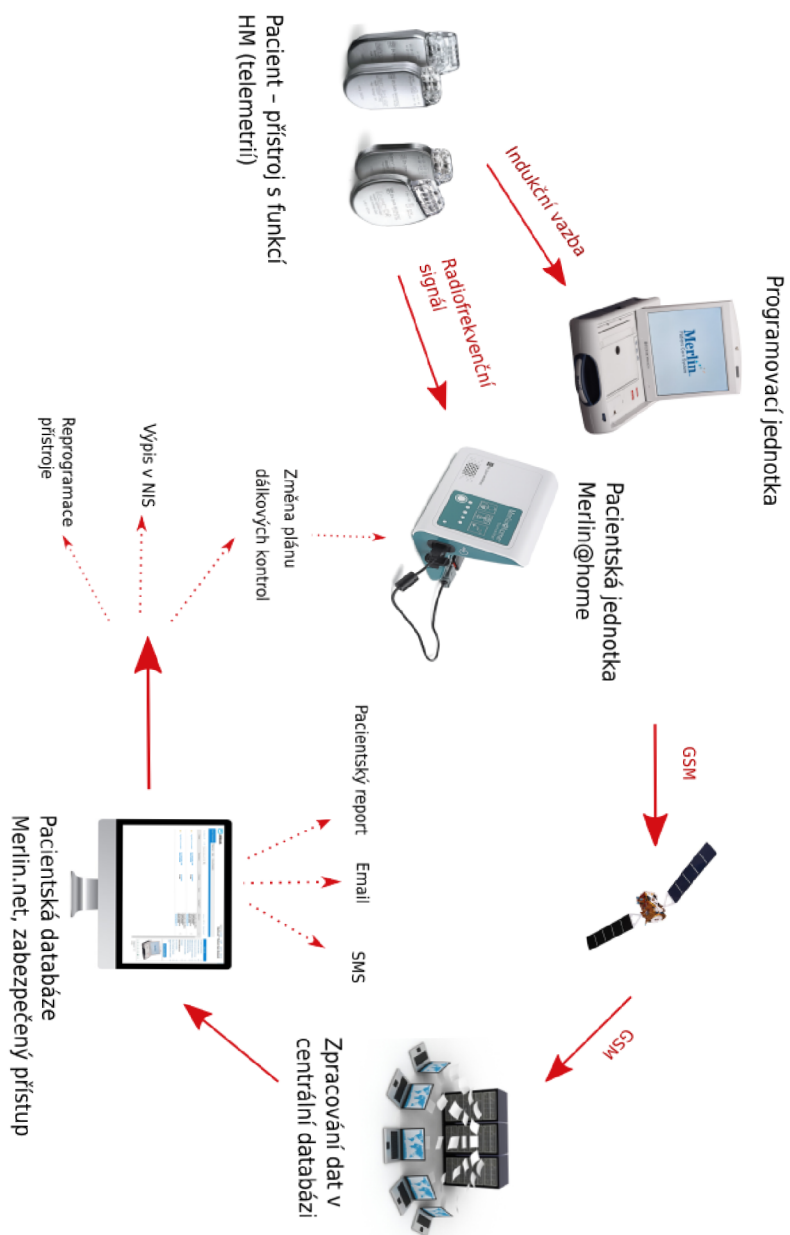 Programovací jednotka
Merlin
Indukční vazba
Pacient – přístroj s funkcí
HM (telemetrií)
Radiofrekvenční
signál
Pacientská jednotka
Merlin@home
GSM
GSM
Změna plánu
dálkových kontrol
Výpis v NIS
Reprogramace
přístroje
Pacientský report
Email
SMS
Zpracování dat v
centrální databázi
Pacientská databáze
Merlin.net, zabezpečený přístup